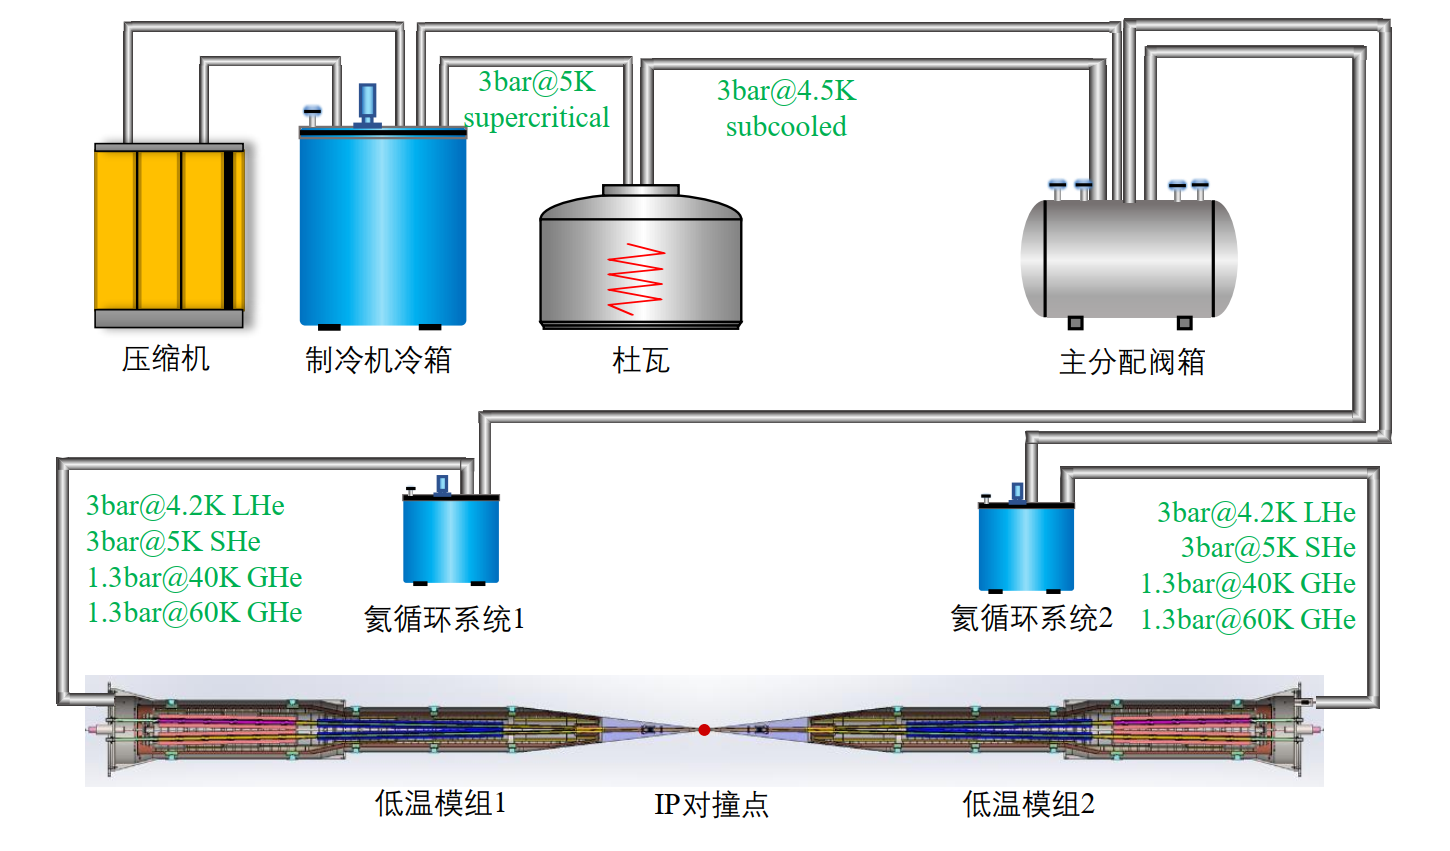 3bar@5K
supercritical
3bar@4.5K
subcooled
压缩机
制冷机冷箱
杜瓦
主分配阀箱
3bar@4.2K LHe
3bar@5K SHe
1.3bar@40K GHe
1.3bar@60K GHe
氦循环系统1
氦循环系统2
3bar@4.2K LHe
3bar@5K SHe
1.3bar@40K GHe
1.3bar@60K GHe
低温模组1
IP对撞点
低温模组2